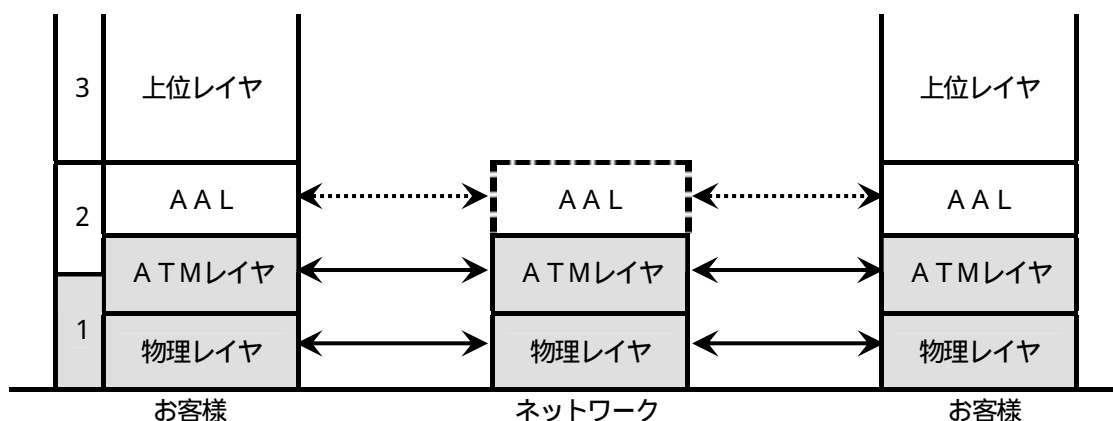 3 上位レイヤ 上位レイヤ
2 ＡＡＬ ＡＡＬ ＡＡＬ
ＡＴＭレイヤ ＡＴＭレイヤ ＡＴＭレイヤ
1 物理レイヤ 物理レイヤ 物理レイヤ
お客様 ネットワーク お客様